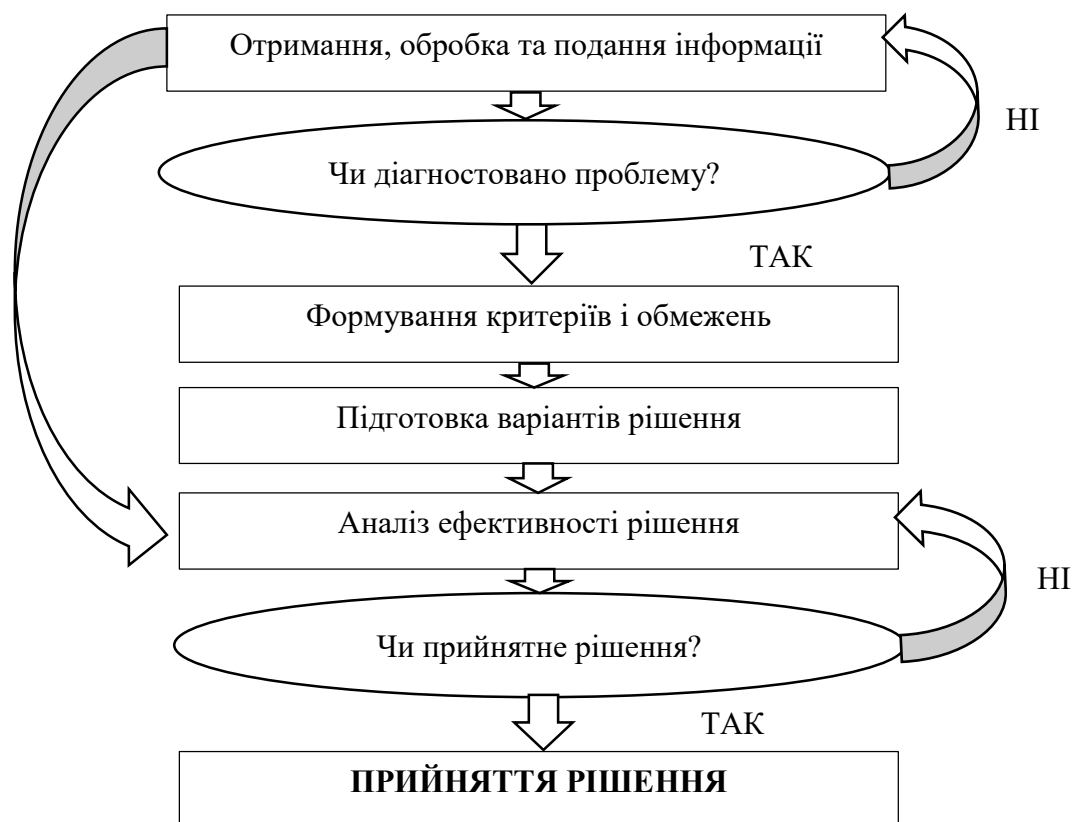 Отримання, обробка та подання інформації
НІ
Чи діагностовано проблему?
ТАК
Формування критеріїв і обмежень
Підготовка варіантів рішення
Аналіз ефективності рішення
НІ
Чи прийнятне рішення?
ТАК
ПРИЙНЯТТЯ РІШЕННЯ